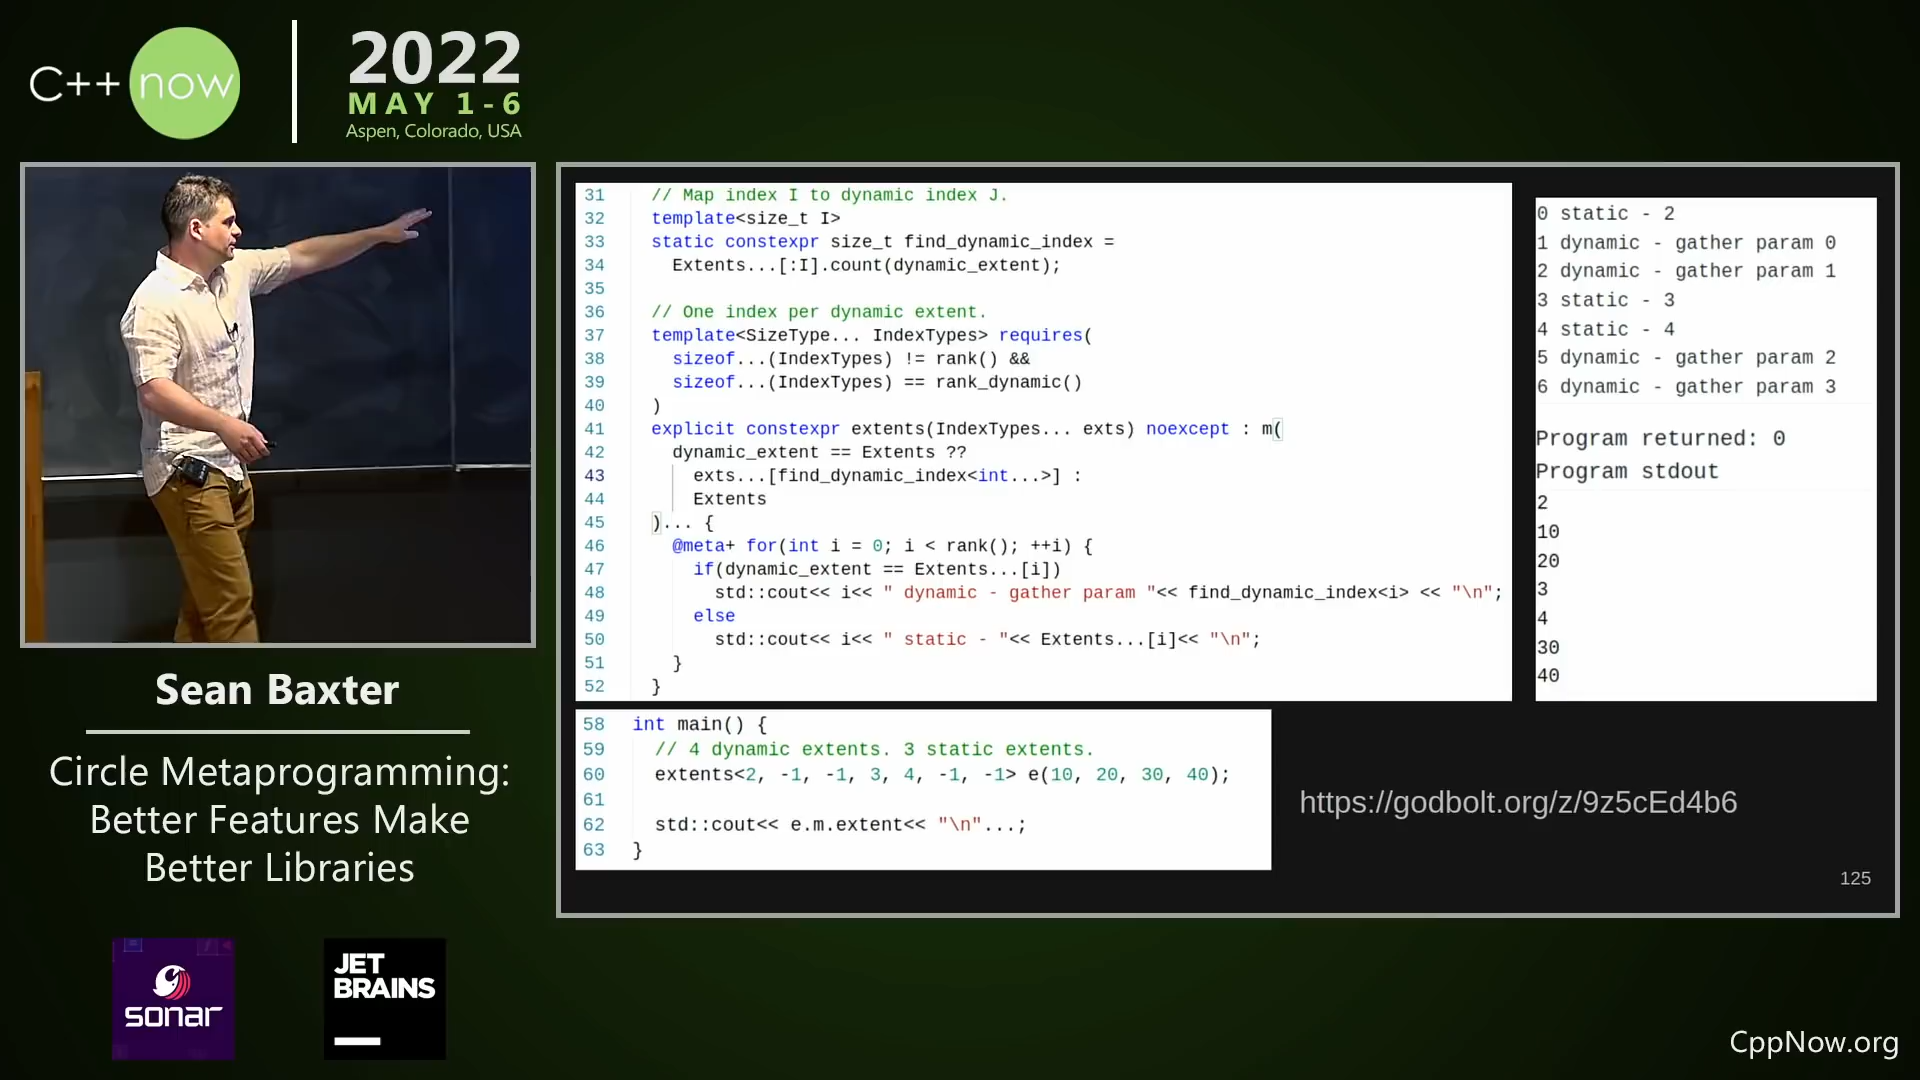 C++ now
2022
MAY 1-6
Aspen, Colorado, USA
31 // Map index I to dynamic index J.
32 template<size_t I>
33 static constexpr size_t find_dynamic_index =
34 Extents...[:I].count(dynamic_extent);
35
36 // One index per dynamic extent.
37 template<SizeType... IndexTypes> requires(
38 sizeof...(IndexTypes) != rank() &&
39 sizeof...(IndexTypes) == rank_dynamic()
40 )
41 explicit constexpr extents(IndexTypes... exts) noexcept : m(
42 dynamic_extent == Extents ??
43 exts...[find_dynamic_index<int...>] :
44 Extents
45 )... {
46 @meta+ for(int i = 0; i < rank(); ++i) {
47 if(dynamic_extent == Extents...[i])
48 std::cout<< i<< " dynamic - gather param "<< find_dynamic_index<i> << "\n";
49 else
50 std::cout<< i<< " static - "<< Extents...[i]<< "\n";
51 }
52 }
0 static - 2
1 dynamic - gather param 0
2 dynamic - gather param 1
3 static - 3
4 static - 4
5 dynamic - gather param 2
6 dynamic - gather param 3
Program returned: 0
Program stdout
2
10
20
3
4
30
40
58 int main() {
59 // 4 dynamic extents. 3 static extents.
60 extents<2, -1, -1, 3, 4, -1, -1> e(10, 20, 30, 40);
61
62 std::cout<< e.m.extent<< "\n"...;
63 }
https://godbolt.org/z/9z5cEd4b6
125
Sean Baxter
Circle Metaprogramming:
Better Features Make
Better Libraries
sonar
JET
BRAINS
CppNow.org